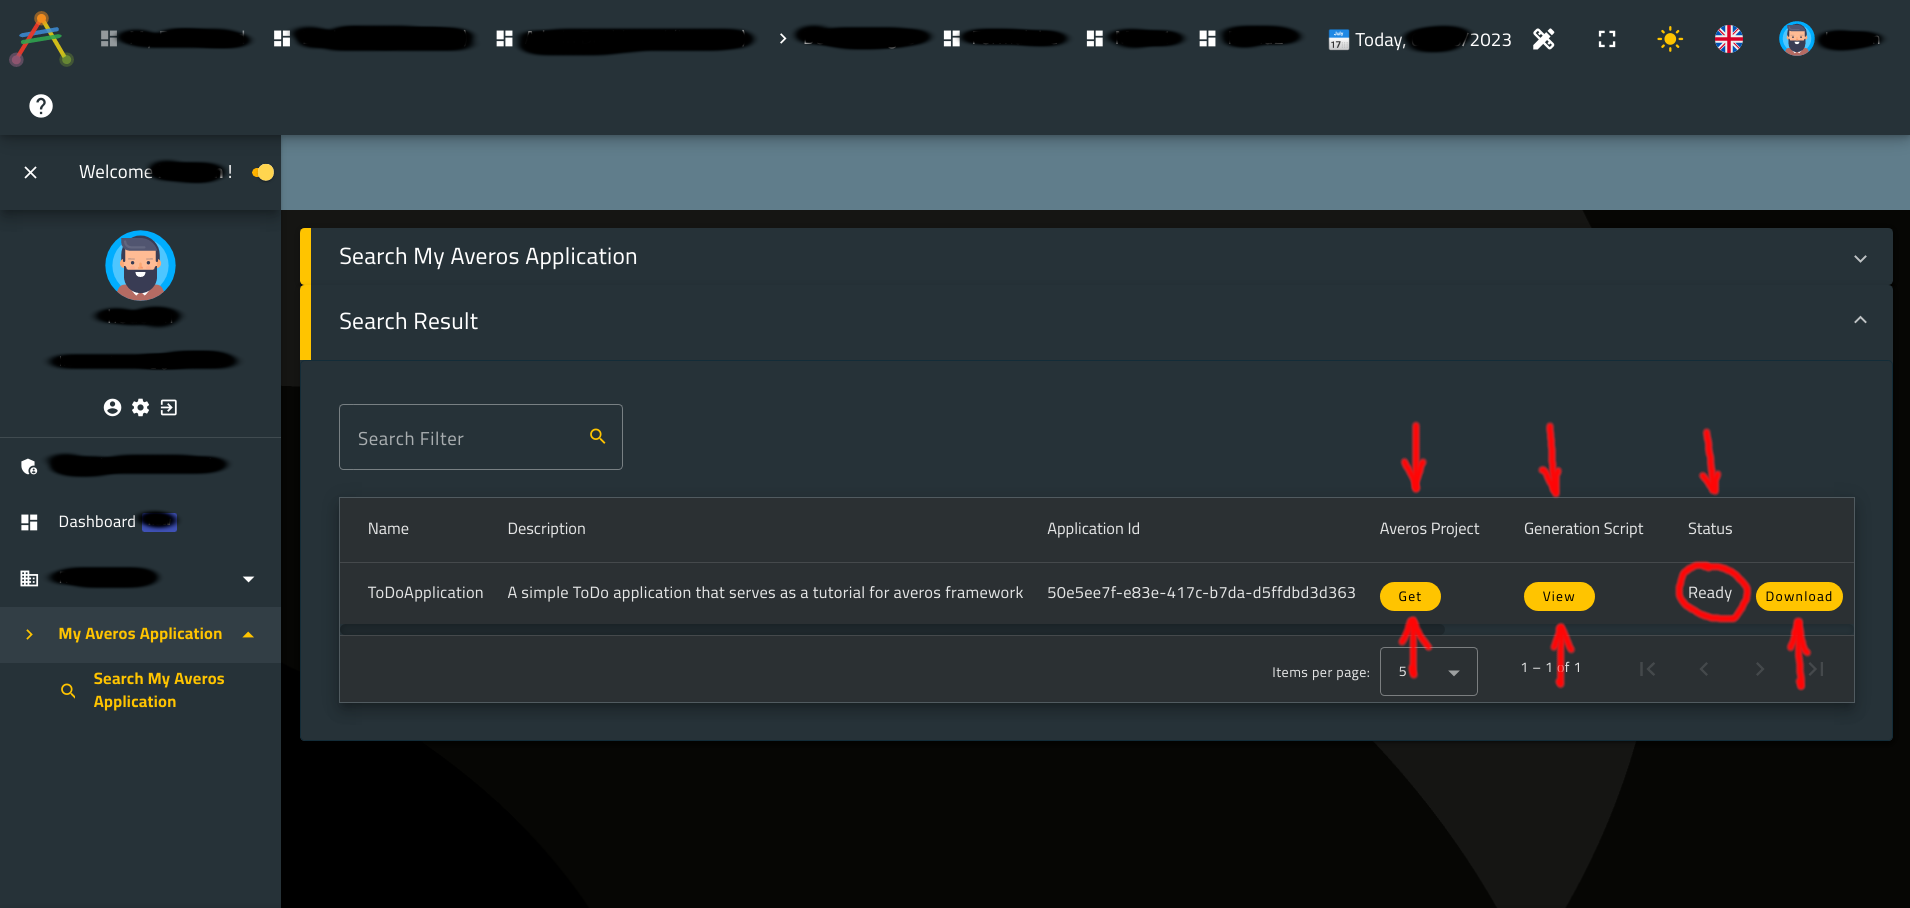 Today, /2023
Welcome !
Search My Averos Application
Search Result
Search Filter
Dashboard
My Averos Application
Search My Averos
Application
Name Description Application Id Averos Project Generation Script Status
ToDoApplication A simple ToDo application that serves as a tutorial for averos framework 50e5ee7f-e83e-417c-b7da-d5ffdbd3d363 Get View Ready Download
Items per page: 5 1 – 1 of 1